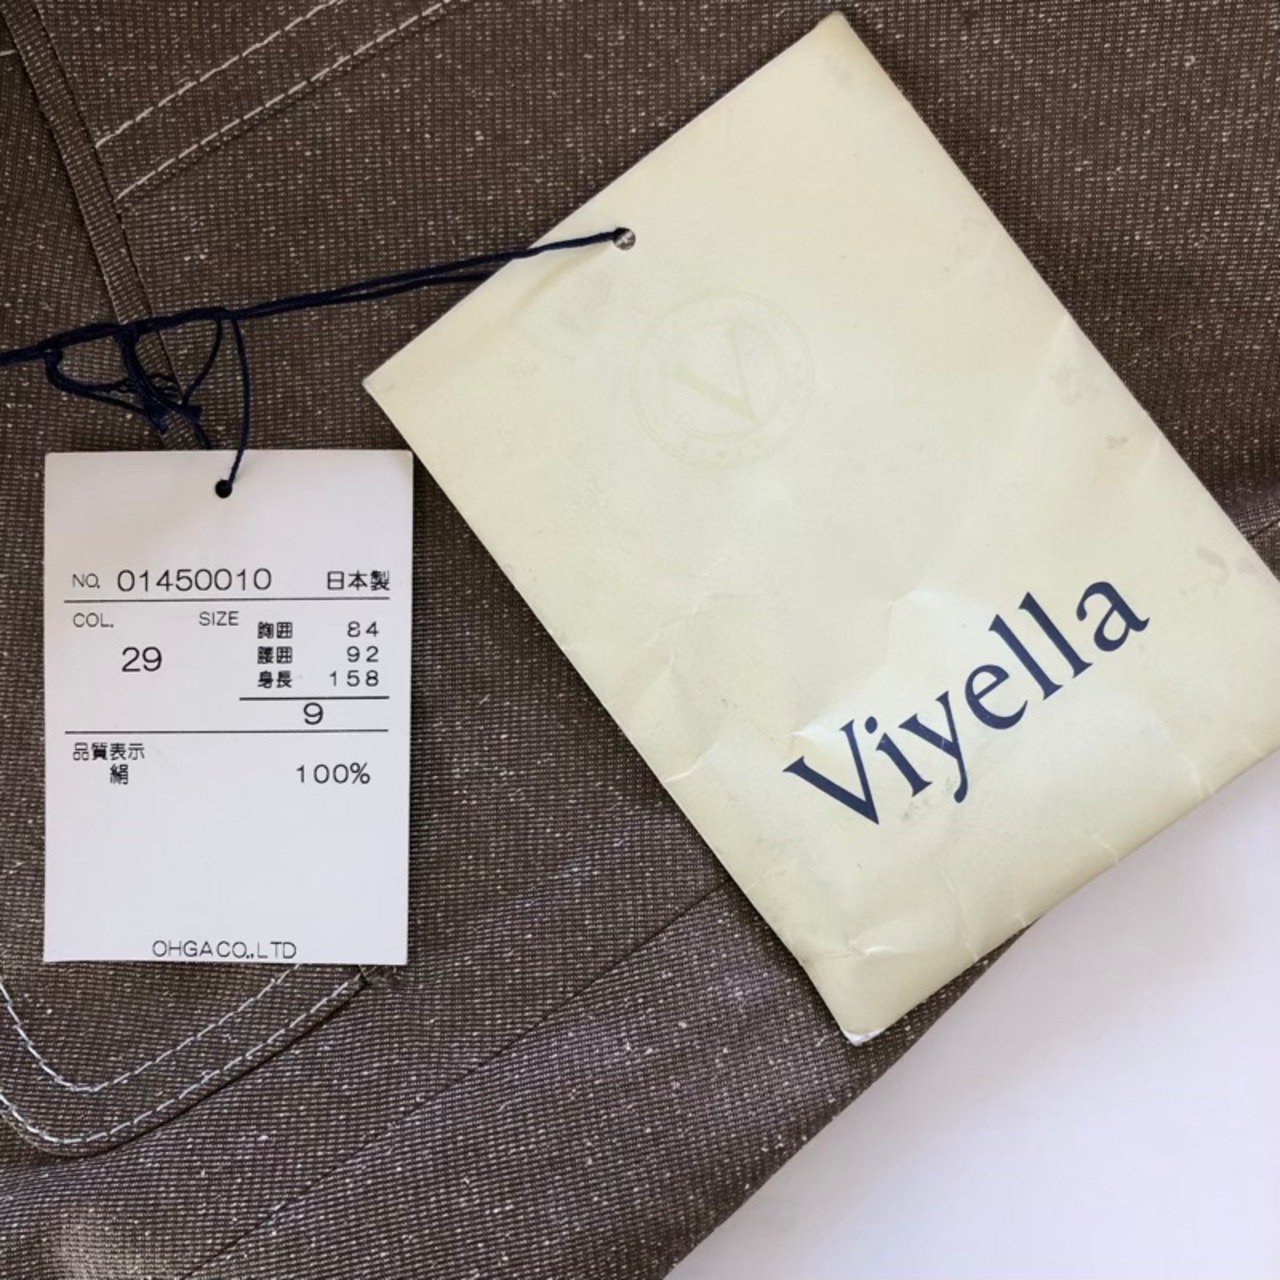 NO. 01450010 日本製
COL. SIZE
29
胸囲 84
腰囲 92
身長 158
9
品質表示
絹 100%
OHGA CO.,LTD
V
Viyella